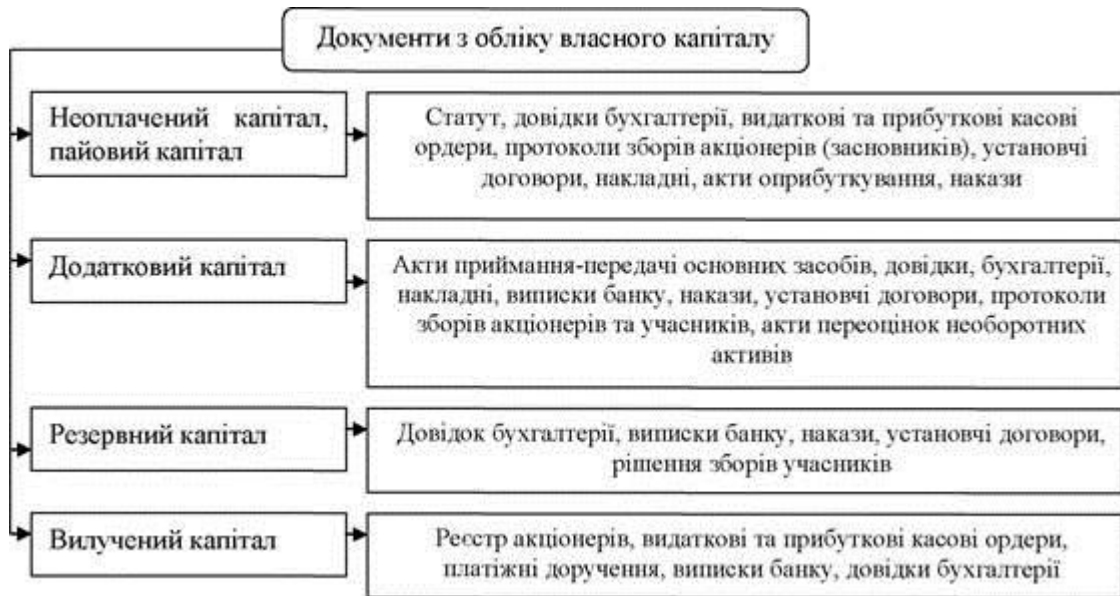 Документи з обліку власного капіталу
Неоплачений капітал,
пайовий капітал
Статут, довідки бухгалтерії, видаткові та прибуткові касові
ордери, протоколи зборів акціонерів (засновників), установчі
договори, накладні, акти оприбуткування, накази
Додатковий капітал
Акти приймання-передачі основних засобів, довідки, бухгалтерії,
накладні, виписки банку, накази, установчі договори, протоколи
зборів акціонерів та учасників, акти переоцінок необоротних
активів
Резервний капітал
Довідок бухгалтерії, виписки банку, накази, установчі договори,
рішення зборів учасників
Вилучений капітал
Реєстр акціонерів, видаткові та прибуткові касові ордери,
платіжні доручення, виписки банку, довідки бухгалтерії